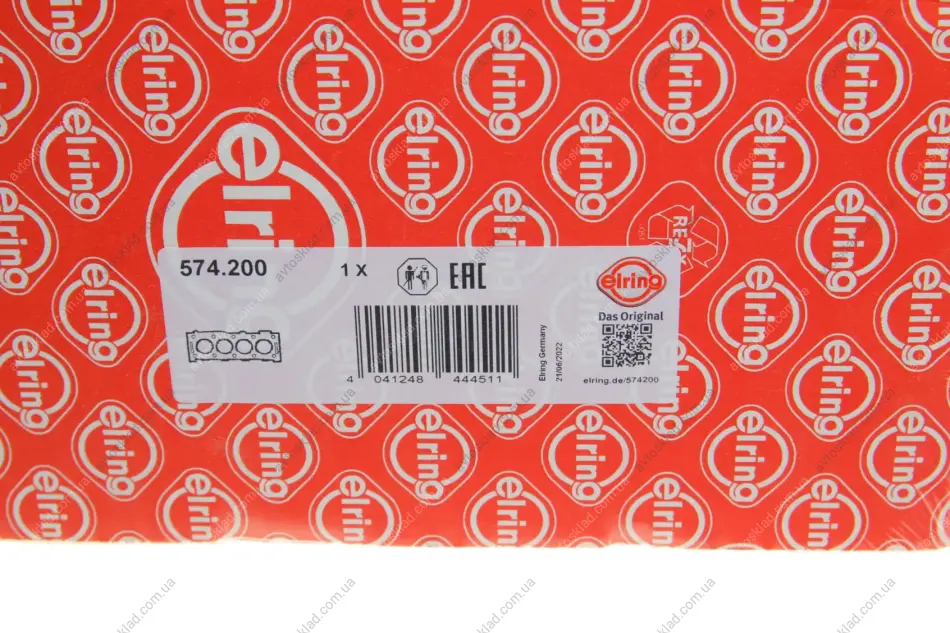 574.200
1 X
EAC
elring
Das Original
4 041248 444511
Elring Germany
21/06/2022
elring.de/574200
elring
avtosklad.com.ua